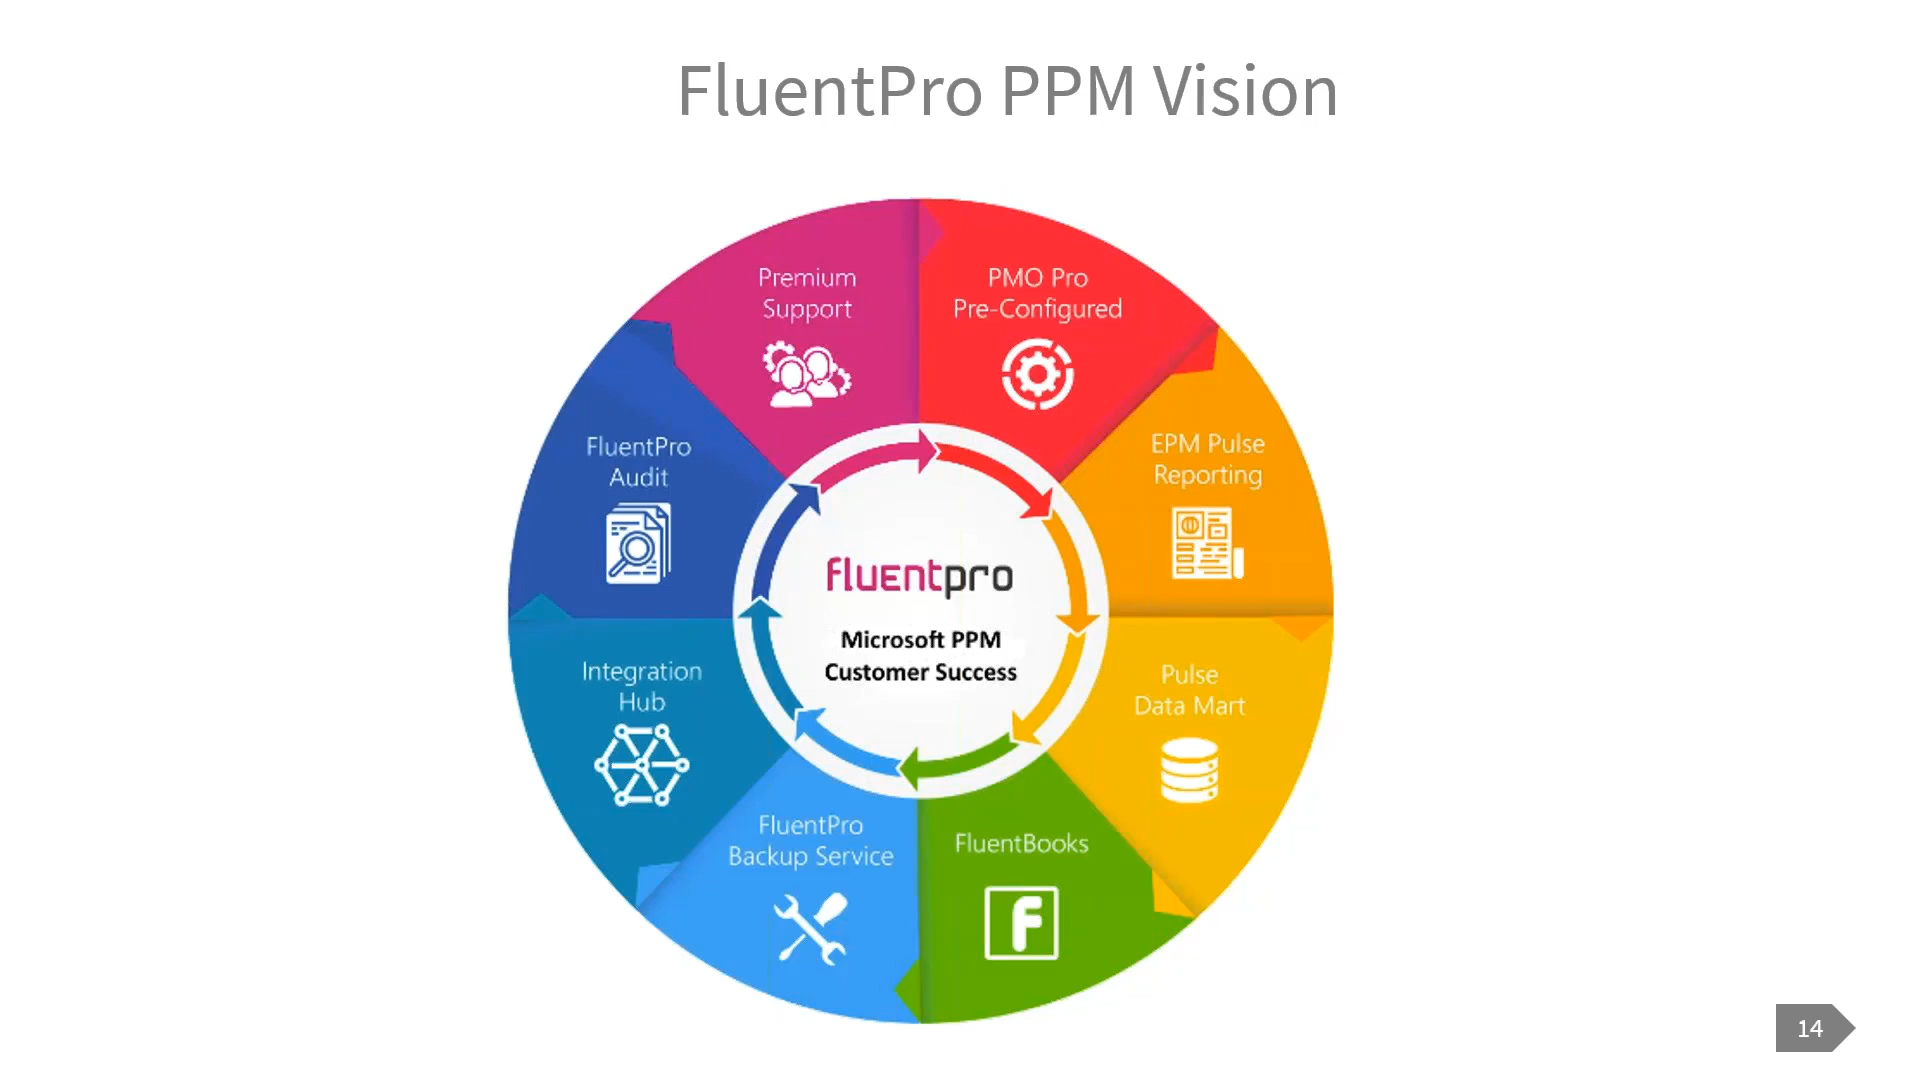 FluentPro PPM Vision
Premium
Support
PMO Pro
Pre-Configured
EPM Pulse
Reporting
Pulse
Data Mart
FluentBooks
F
FluentPro
Backup Service
Integration
Hub
FluentPro
Audit
fluentpro
Microsoft PPM
Customer Success
14